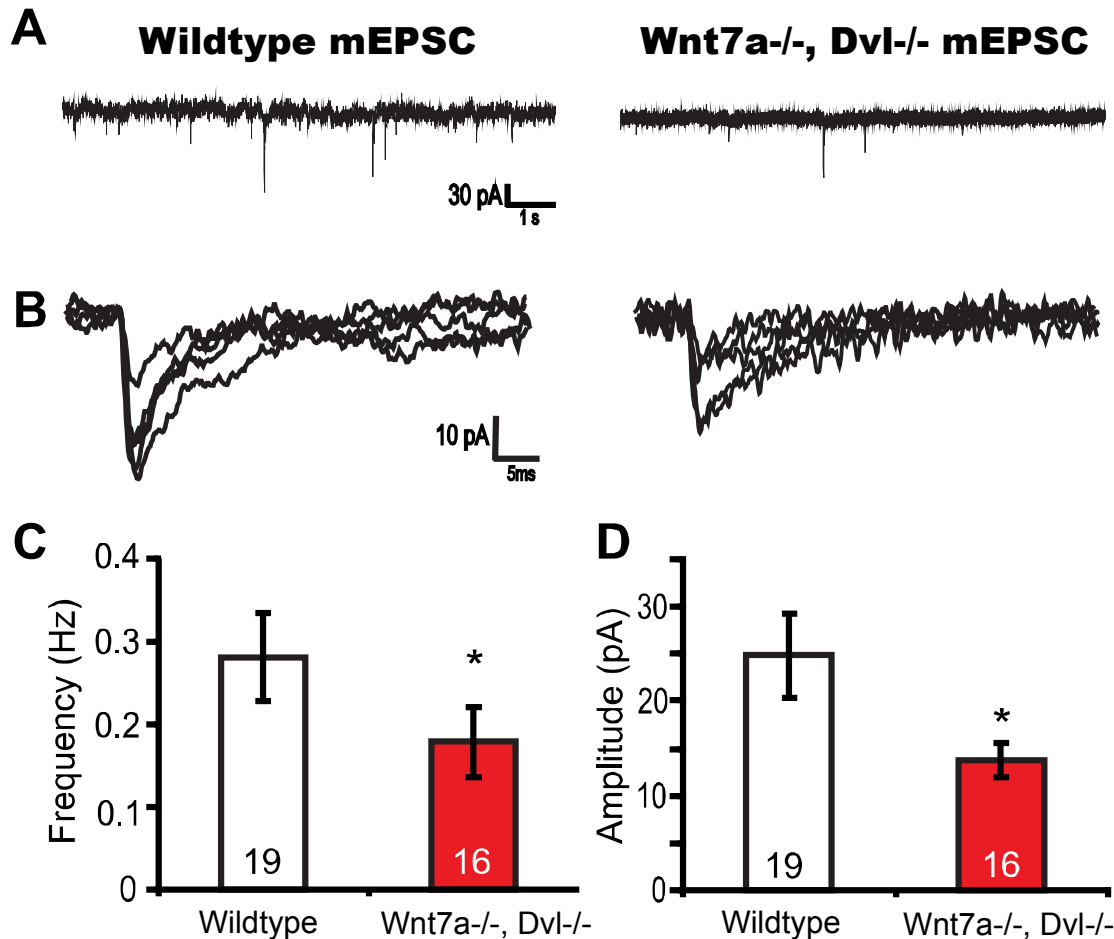 A
Wildtype mEPSC
Wnt7a-/-, Dvl-/- mEPSC
30 pA
1 s
B
10 pA
5ms
C
Frequency (Hz)
0.4
0.3
0.2
0.1
0
*
19
16
Wildtype
Wnt7a-/-, Dvl-/-
D
Amplitude (pA)
30
20
10
0
*
19
16
Wildtype
Wnt7a-/-, Dvl-/-